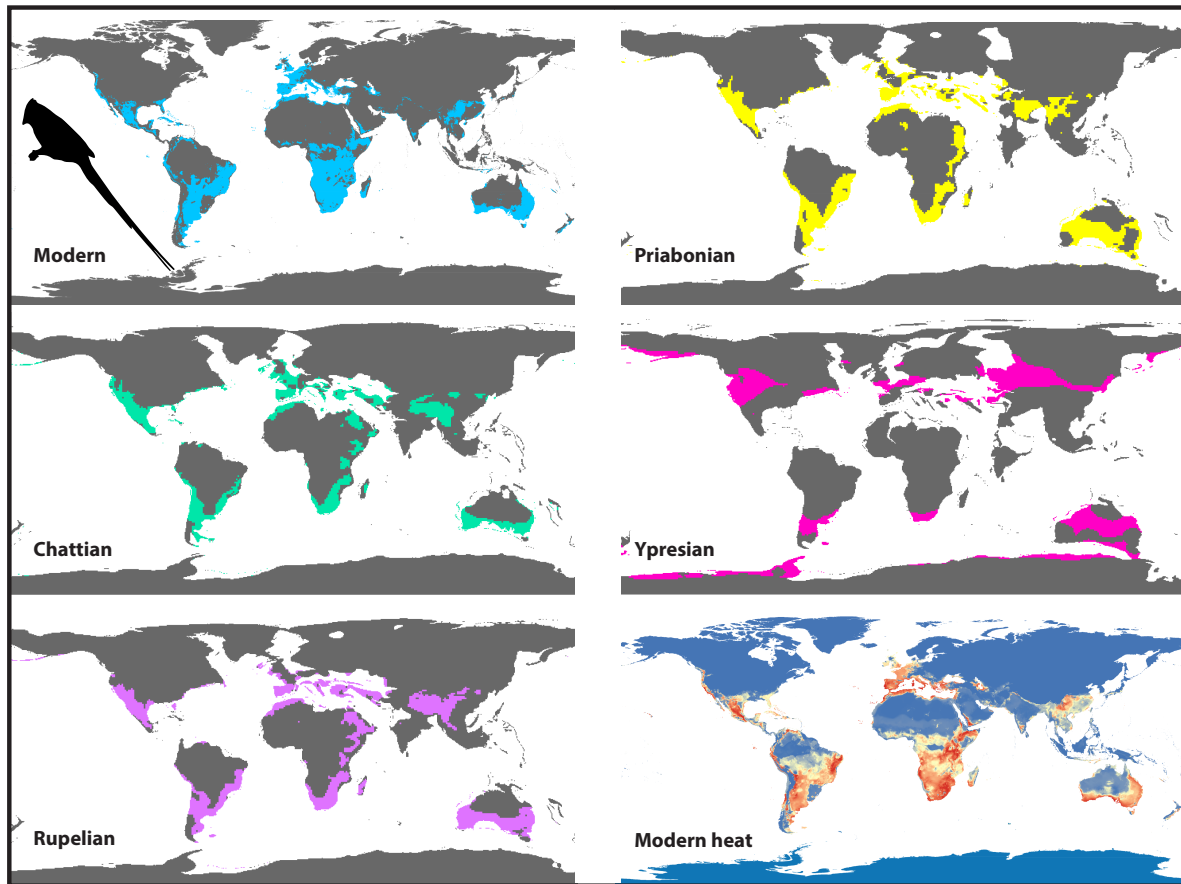 Modern
Priabonian
Chattian
Ypresian
Rupelian
Modern heat